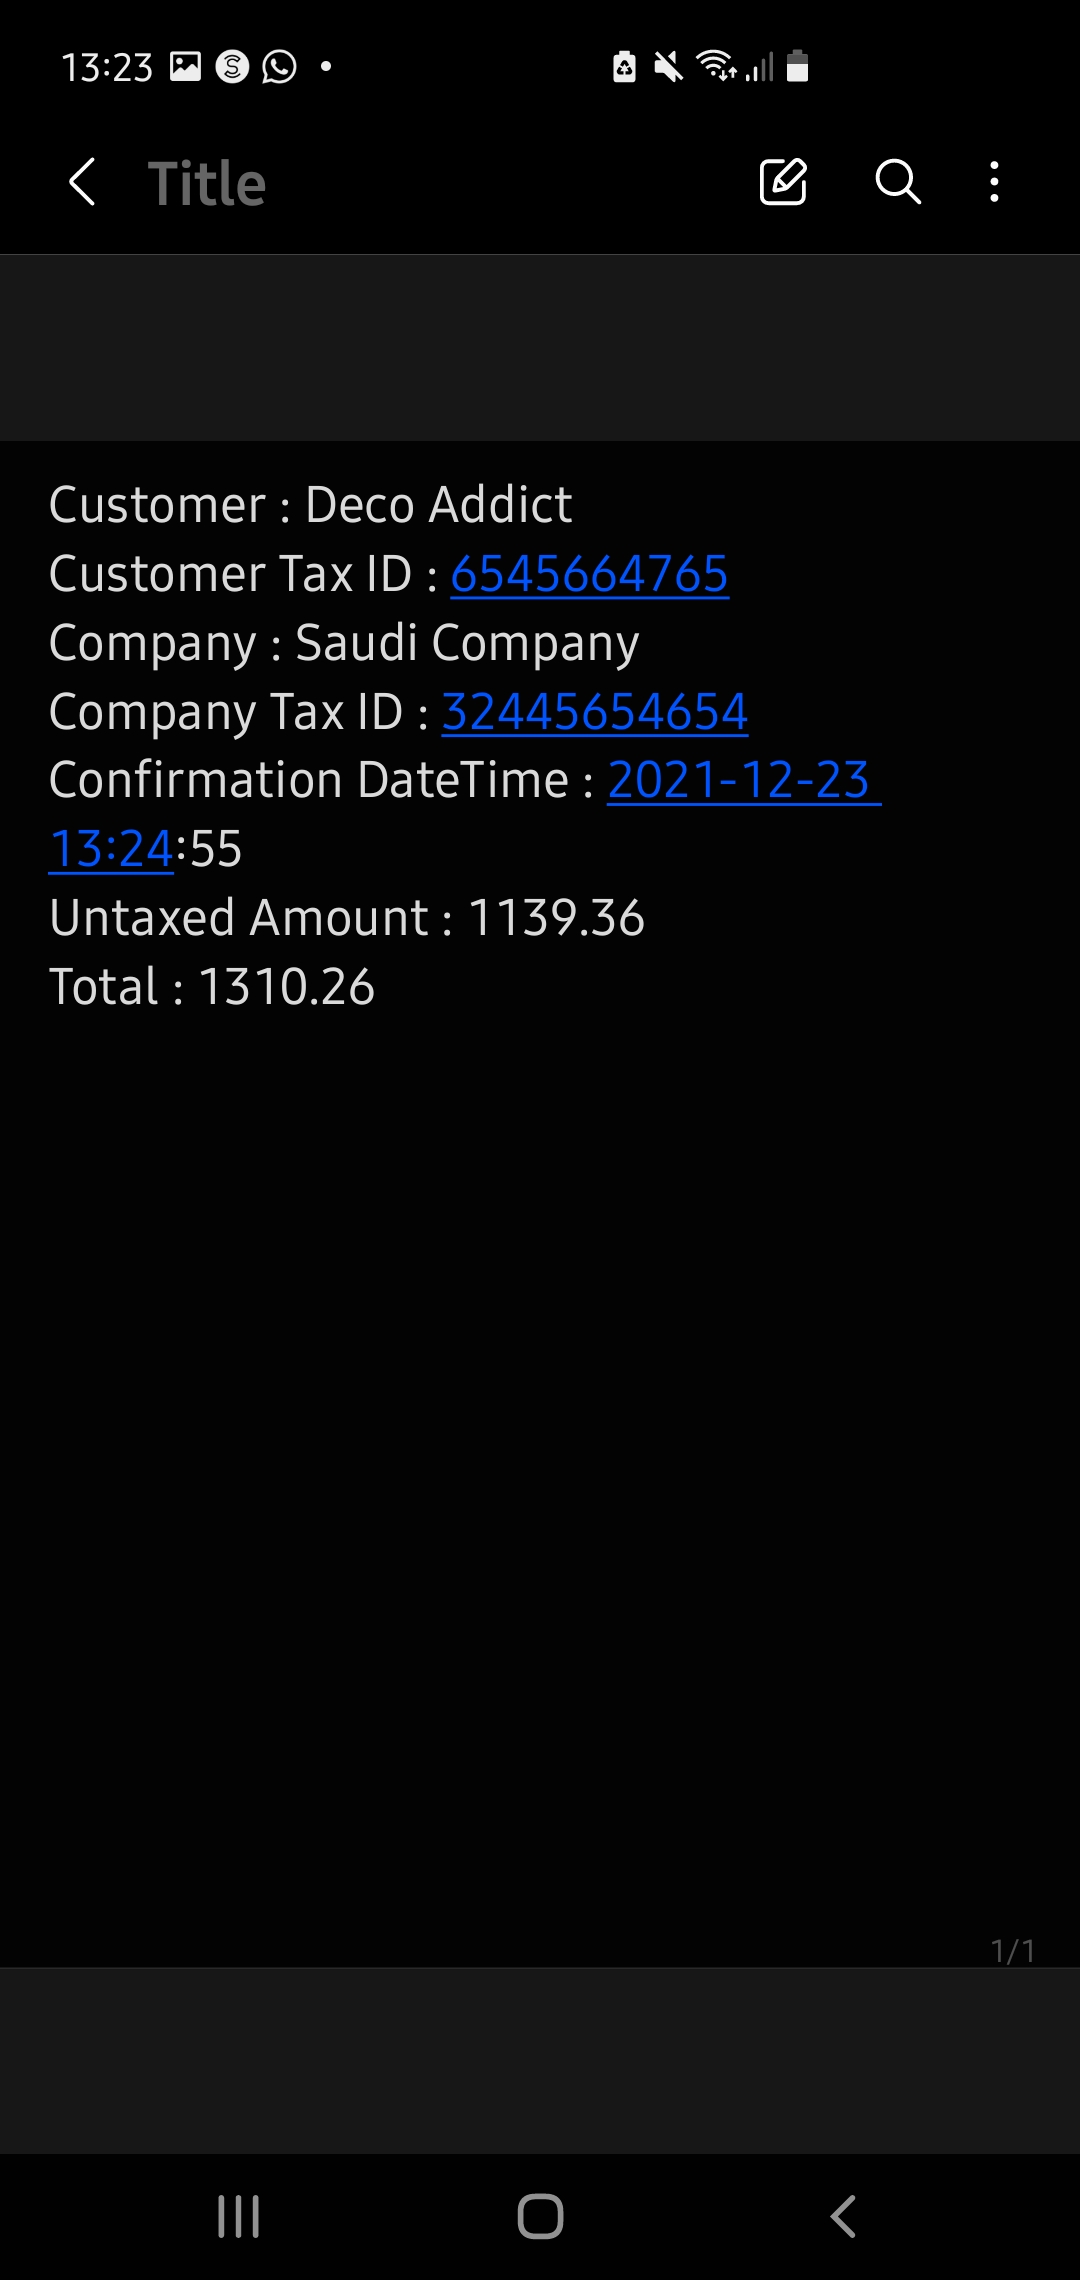 13:23
Title
Customer : Deco Addict
Customer Tax ID : 6545664765
Company : Saudi Company
Company Tax ID : 32445654654
Confirmation DateTime : 2021-12-23
13:24:55
Untaxed Amount : 1139.36
Total : 1310.26
1/1